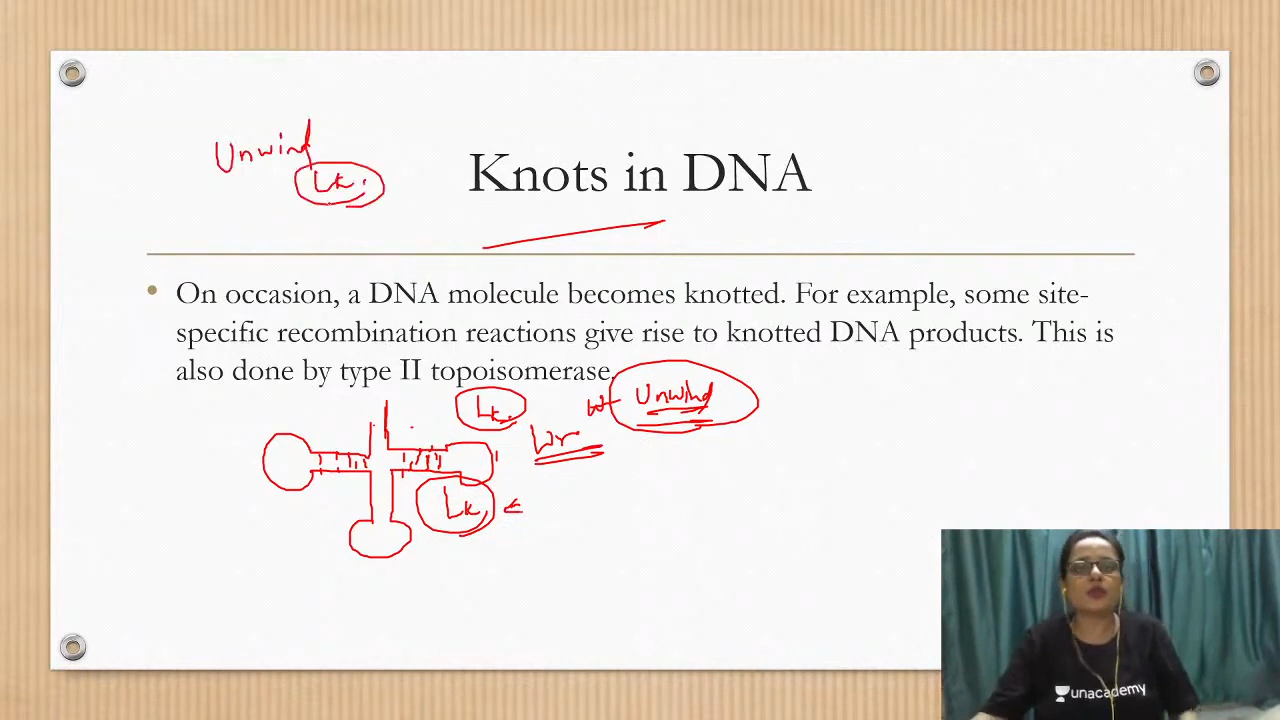 Unwind
Lk.
Knots in DNA
• On occasion, a DNA molecule becomes knotted. For example, some site-
specific recombination reactions give rise to knotted DNA products. This is
also done by type II topoisomerase.
Unwind
Lk.
Wr
Lk
unacademy